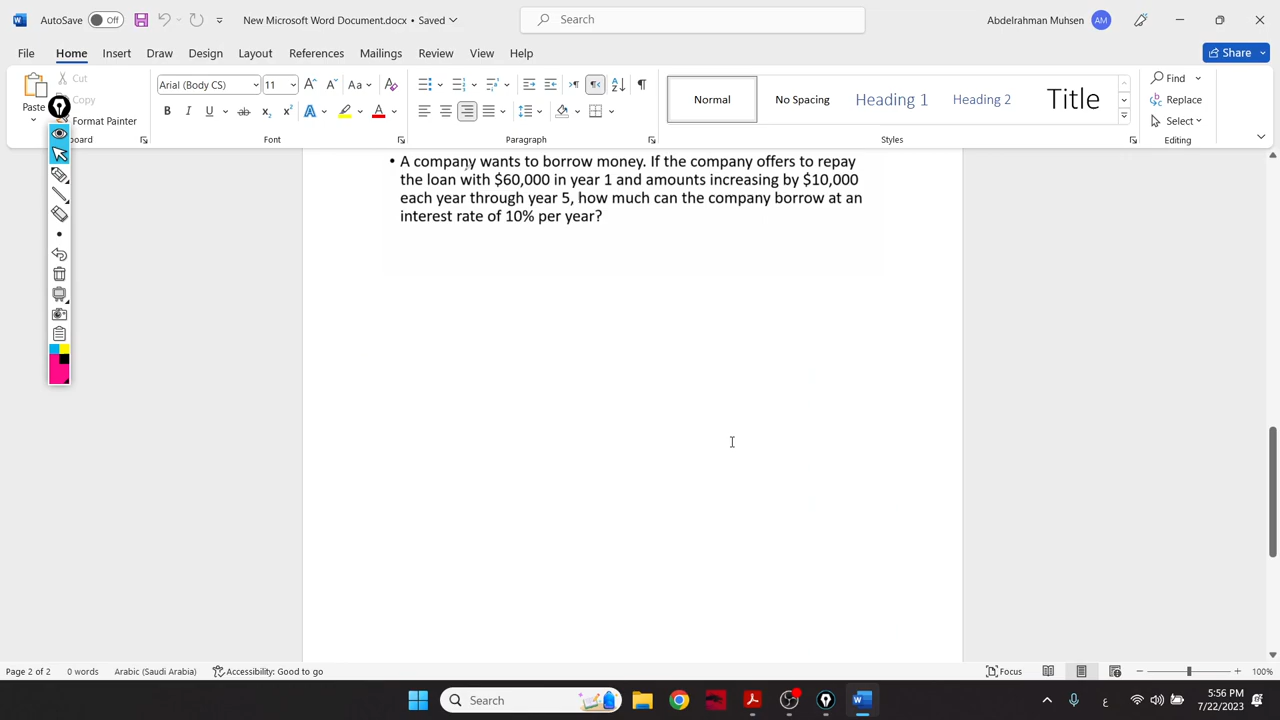 AutoSave Off New Microsoft Word Document.docx • Saved Search Abdelrahman Muhsen AM
File Home Insert Draw Design Layout References Mailings Review View Help Share
Paste Cut Copy Format Painter
Arial (Body CS) 11 Aa
B I U ab x₂ x² A A
Normal No Spacing Heading 1 Heading 2 Title
Find Replace Select
board Font Paragraph Styles Editing
• A company wants to borrow money. If the company offers to repay
the loan with $60,000 in year 1 and amounts increasing by $10,000
each year through year 5, how much can the company borrow at an
interest rate of 10% per year?
Page 2 of 2 0 words Arabic (Saudi Arabia) Accessibility: Good to go Focus 100%
Search ع 5:56 PM
7/22/2023